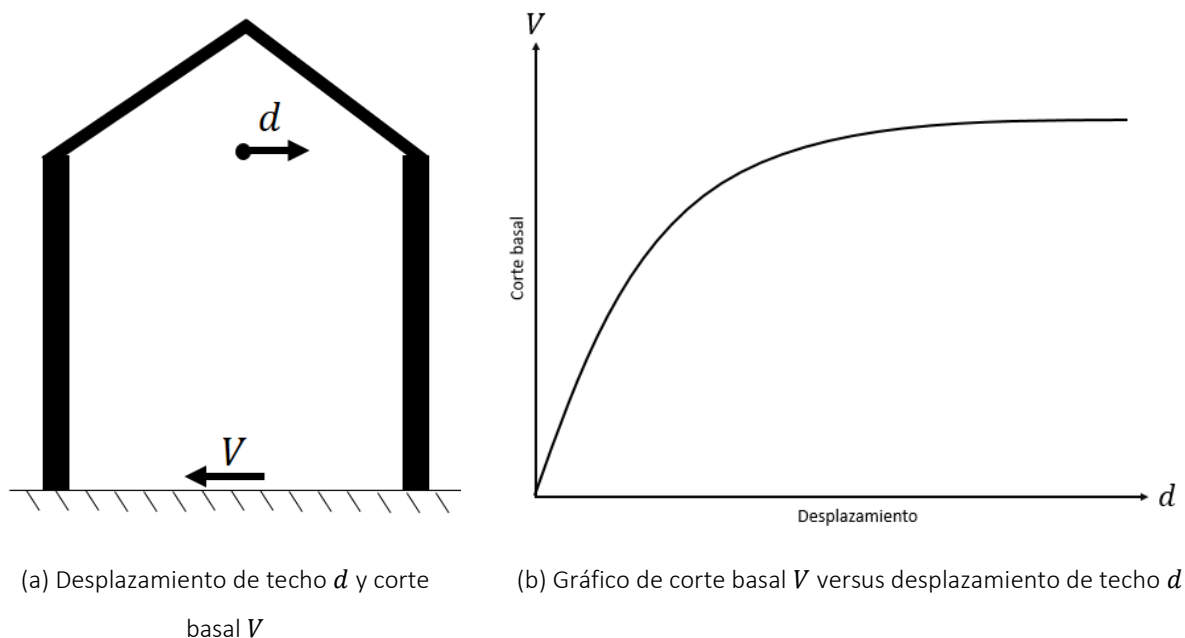 d
V
V
Corte basal
d
Desplazamiento
(a) Desplazamiento de techo d y corte
basal V
(b) Gráfico de corte basal V versus desplazamiento de techo d